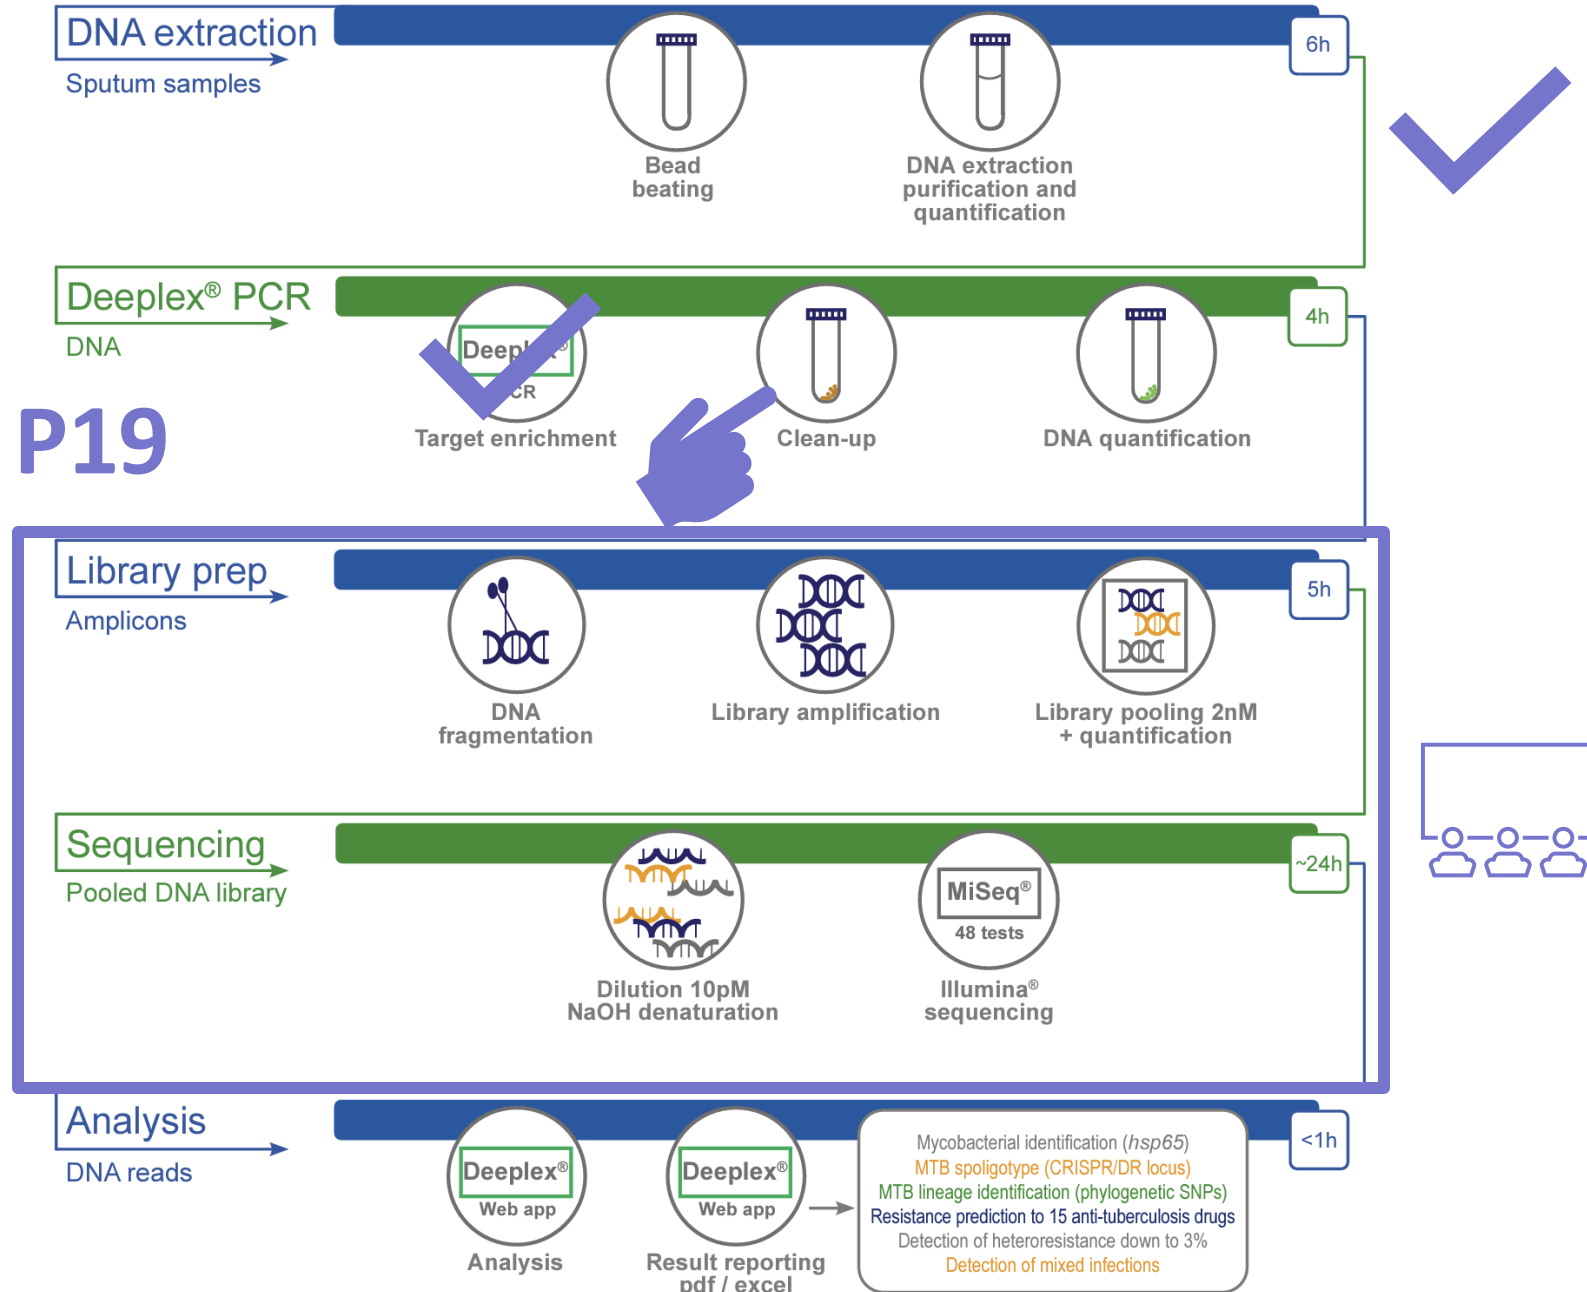 DNA extraction
6h
Sputum samples
Bead
beating
DNA extraction
purification and
quantification
Deeplex® PCR
4h
DNA
Deeplex®
CR
Target enrichment
Clean-up
DNA quantification
P19
Library prep
5h
Amplicons
DNA
fragmentation
Library amplification
Library pooling 2nM
+ quantification
Sequencing
~24h
Pooled DNA library
MiSeq®
48 tests
Dilution 10pM
NaOH denaturation
Illumina®
sequencing
Analysis
<1h
DNA reads
Deeplex®
Web app
Analysis
Deeplex®
Web app
Result reporting
pdf / excel
Mycobacterial identification (hsp65)
MTB spoligotype (CRISPR/DR locus)
MTB lineage identification (phylogenetic SNPs)
Resistance prediction to 15 anti-tuberculosis drugs
Detection of heteroresistance down to 3%
Detection of mixed infections